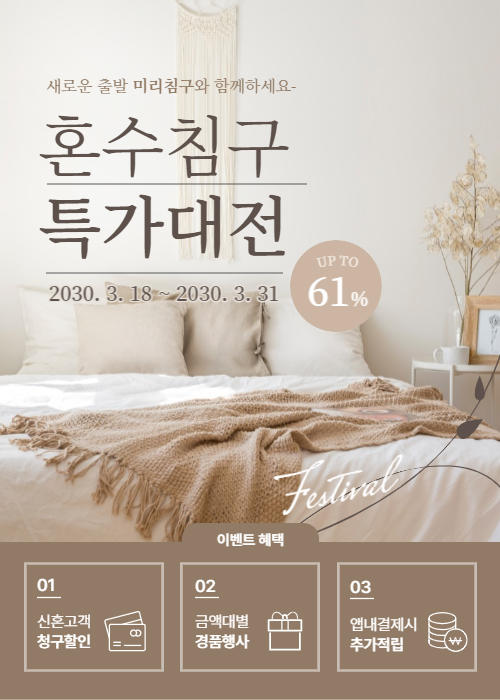 새로운 출발 미리침구와 함께하세요-
혼수침구
특가대전
2030. 3. 18 ~ 2030. 3. 31
UP TO
61%
Festival
이벤트 혜택
01
신혼고객
청구할인
02
금액대별
경품행사
03
앱내결제시
추가적립